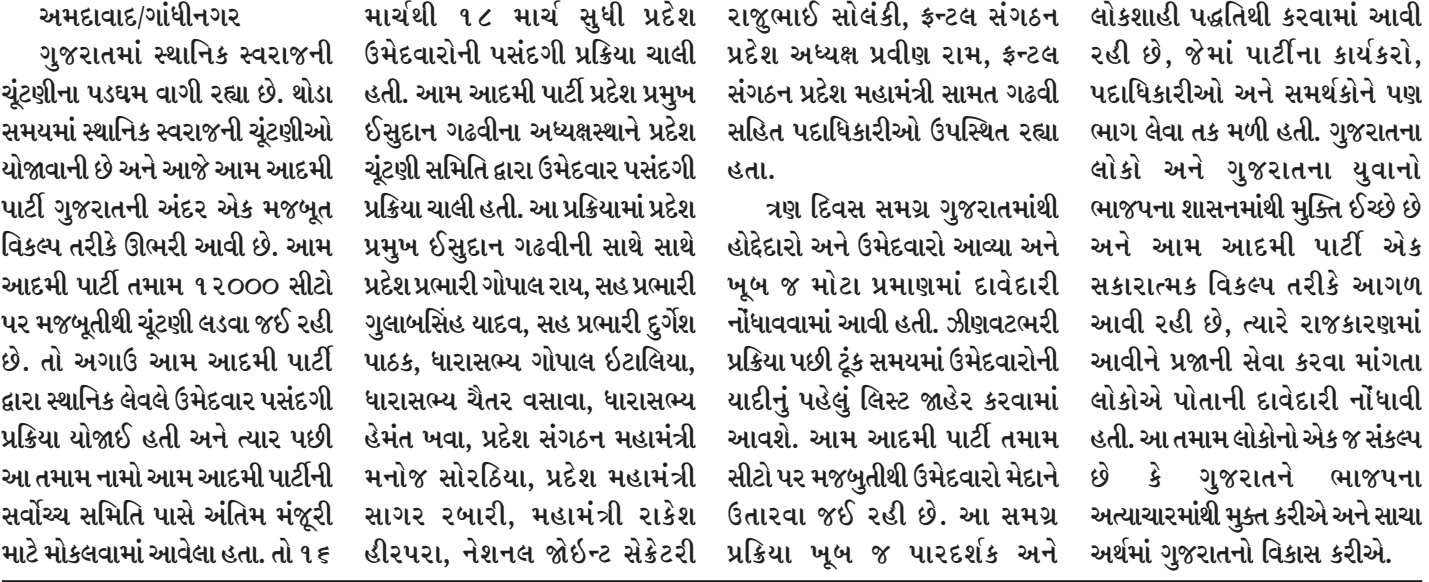 અમદાવાદ/ગાંધીનગર
ગુજરાતમાં સ્થાનિક સ્વરાજની
ચૂંટણીના પડઘમ વાગી રહ્યા છે. થોડા
સમયમાં સ્થાનિક સ્વરાજની ચૂંટણીઓ
યોજાવાની છે અને આજે આમ આદમી
પાર્ટી ગુજરાતની અંદર એક મજબૂત
વિકલ્પ તરીકે ઊભરી આવી છે. આમ
આદમી પાર્ટી તમામ ૧૨૦૦૦ સીટો
પર મજબૂતીથી ચૂંટણી લડવા જઈ રહી
છે. તો અગાઉ આમ આદમી પાર્ટી
દ્વારા સ્થાનિક લેવલે ઉમેદવાર પસંદગી
પ્રક્રિયા યોજાઈ હતી અને ત્યાર પછી
આ તમામ નામો આમ આદમી પાર્ટીની
સર્વોચ્ચ સમિતિ પાસે અંતિમ મંજૂરી
માટે મોકલવામાં આવેલા હતા. તો ૧૬
માર્ચથી ૧૮ માર્ચ સુધી પ્રદેશ
ઉમેદવારોની પસંદગી પ્રક્રિયા ચાલી
હતી. આમ આદમી પાર્ટી પ્રદેશ પ્રમુખ
ઈસુદાન ગઢવીના અધ્યક્ષસ્થાને પ્રદેશ
ચૂંટણી સમિતિ દ્વારા ઉમેદવાર પસંદગી
પ્રક્રિયા ચાલી હતી. આ પ્રક્રિયામાં પ્રદેશ
પ્રમુખ ઈસુદાન ગઢવીની સાથે સાથે
પ્રદેશ પ્રભારી ગોપાલ રાય, સહ પ્રભારી
ગુલાબસિંહ યાદવ, સહ પ્રભારી દુર્ગેશ
પાઠક, ધારાસભ્ય ગોપાલ ઇટાલિયા,
ધારાસભ્ય ચૈતર વસાવા, ધારાસભ્ય
હેમંત ખવા, પ્રદેશ સંગઠન મહામંત્રી
મનોજ સોરઠિયા, પ્રદેશ મહામંત્રી
સાગર રબારી, મહામંત્રી રાકેશ
હીરપરા, નેશનલ જોઇન્ટ સેક્રેટરી
રાજુભાઈ સોલંકી, ફ્રન્ટલ સંગઠન
પ્રદેશ અધ્યક્ષ પ્રવીણ રામ, ફ્રન્ટલ
સંગઠન પ્રદેશ મહામંત્રી સામત ગઢવી
સહિત પદાધિકારીઓ ઉપસ્થિત રહ્યા
હતા.
ત્રણ દિવસ સમગ્ર ગુજરાતમાંથી
હોદ્દેદારો અને ઉમેદવારો આવ્યા અને
ખૂબ જ મોટા પ્રમાણમાં દાવેદારી
નોંધાવવામાં આવી હતી. ઝીણવટભરી
પ્રક્રિયા પછી ટૂંક સમયમાં ઉમેદવારોની
યાદીનું પહેલું લિસ્ટ જાહેર કરવામાં
આવશે. આમ આદમી પાર્ટી તમામ
સીટો પર મજબુતીથી ઉમેદવારો મેદાને
ઉતારવા જઈ રહી છે. આ સમગ્ર
પ્રક્રિયા ખૂબ જ પારદર્શક અને
લોકશાહી પદ્ધતિથી કરવામાં આવી
રહી છે, જેમાં પાર્ટીના કાર્યકરો,
પદાધિકારીઓ અને સમર્થકોને પણ
ભાગ લેવા તક મળી હતી. ગુજરાતના
લોકો અને ગુજરાતના યુવાનો
ભાજપના શાસનમાંથી મુક્તિ ઈચ્છે છે
અને આમ આદમી પાર્ટી એક
સકારાત્મક વિકલ્પ તરીકે આગળ
આવી રહી છે, ત્યારે રાજકારણમાં
આવીને પ્રજાની સેવા કરવા માંગતા
લોકોએ પોતાની દાવેદારી નોંધાવી
હતી. આ તમામ લોકોનો એક જ સંકલ્પ
છે કે ગુજરાતને ભાજપના
અત્યાચારમાંથી મુક્ત કરીએ અને સાચા
અર્થમાં ગુજરાતનો વિકાસ કરીએ.